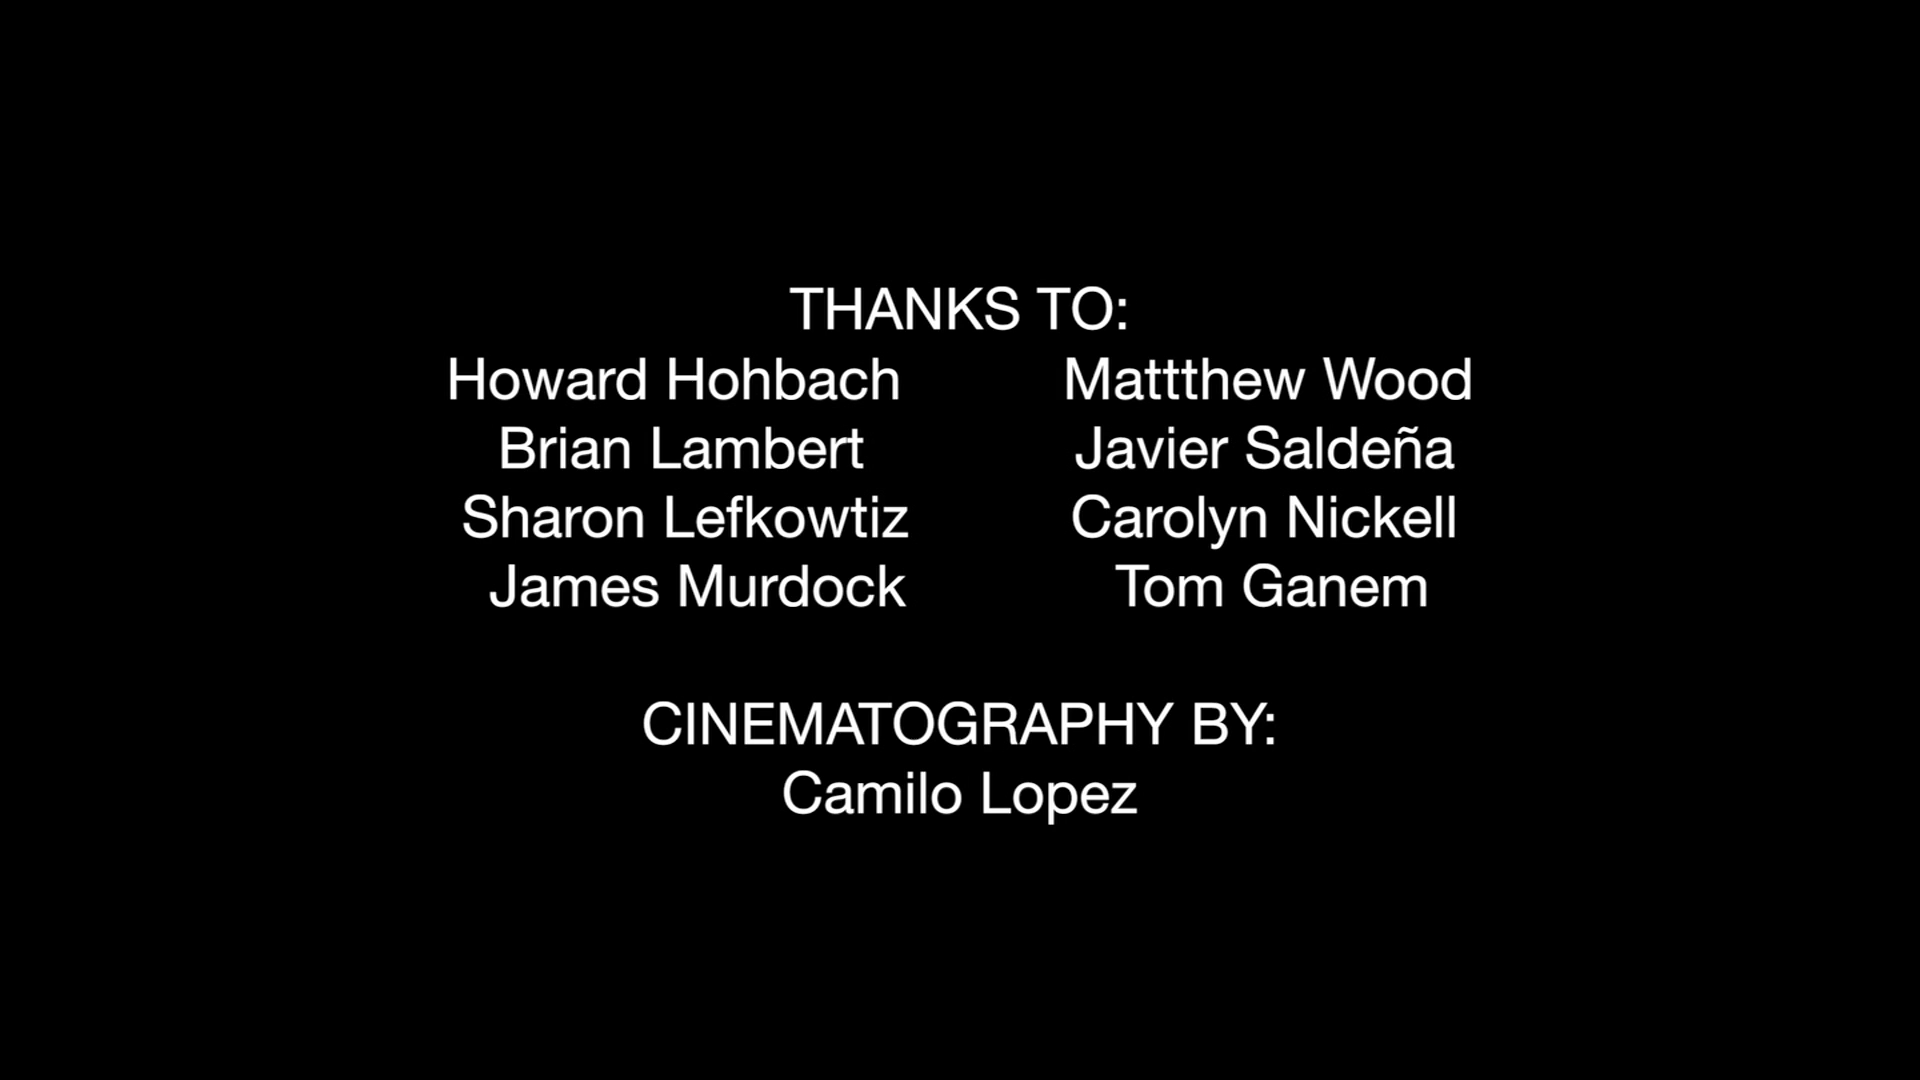 THANKS TO:
Howard Hohbach Mattthew Wood
Brian Lambert Javier Saldeña
Sharon Lefkowtiz Carolyn Nickell
James Murdock Tom Ganem
CINEMATOGRAPHY BY:
Camilo Lopez